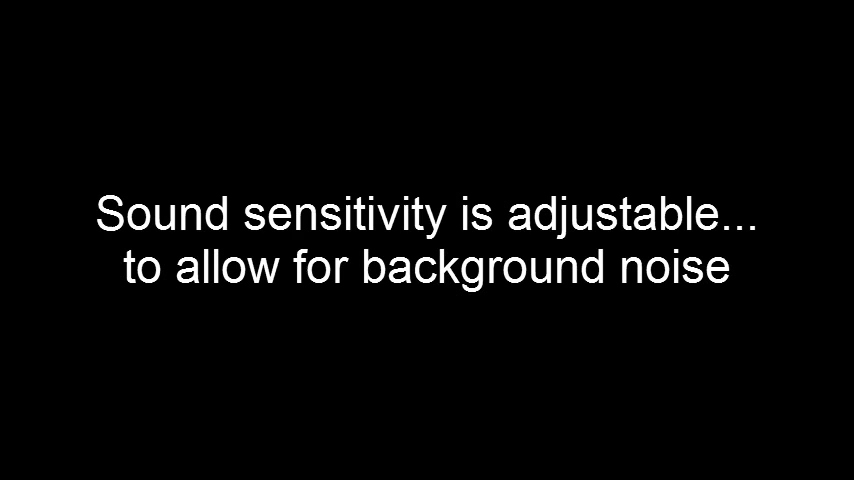 Sound sensitivity is adjustable...
to allow for background noise